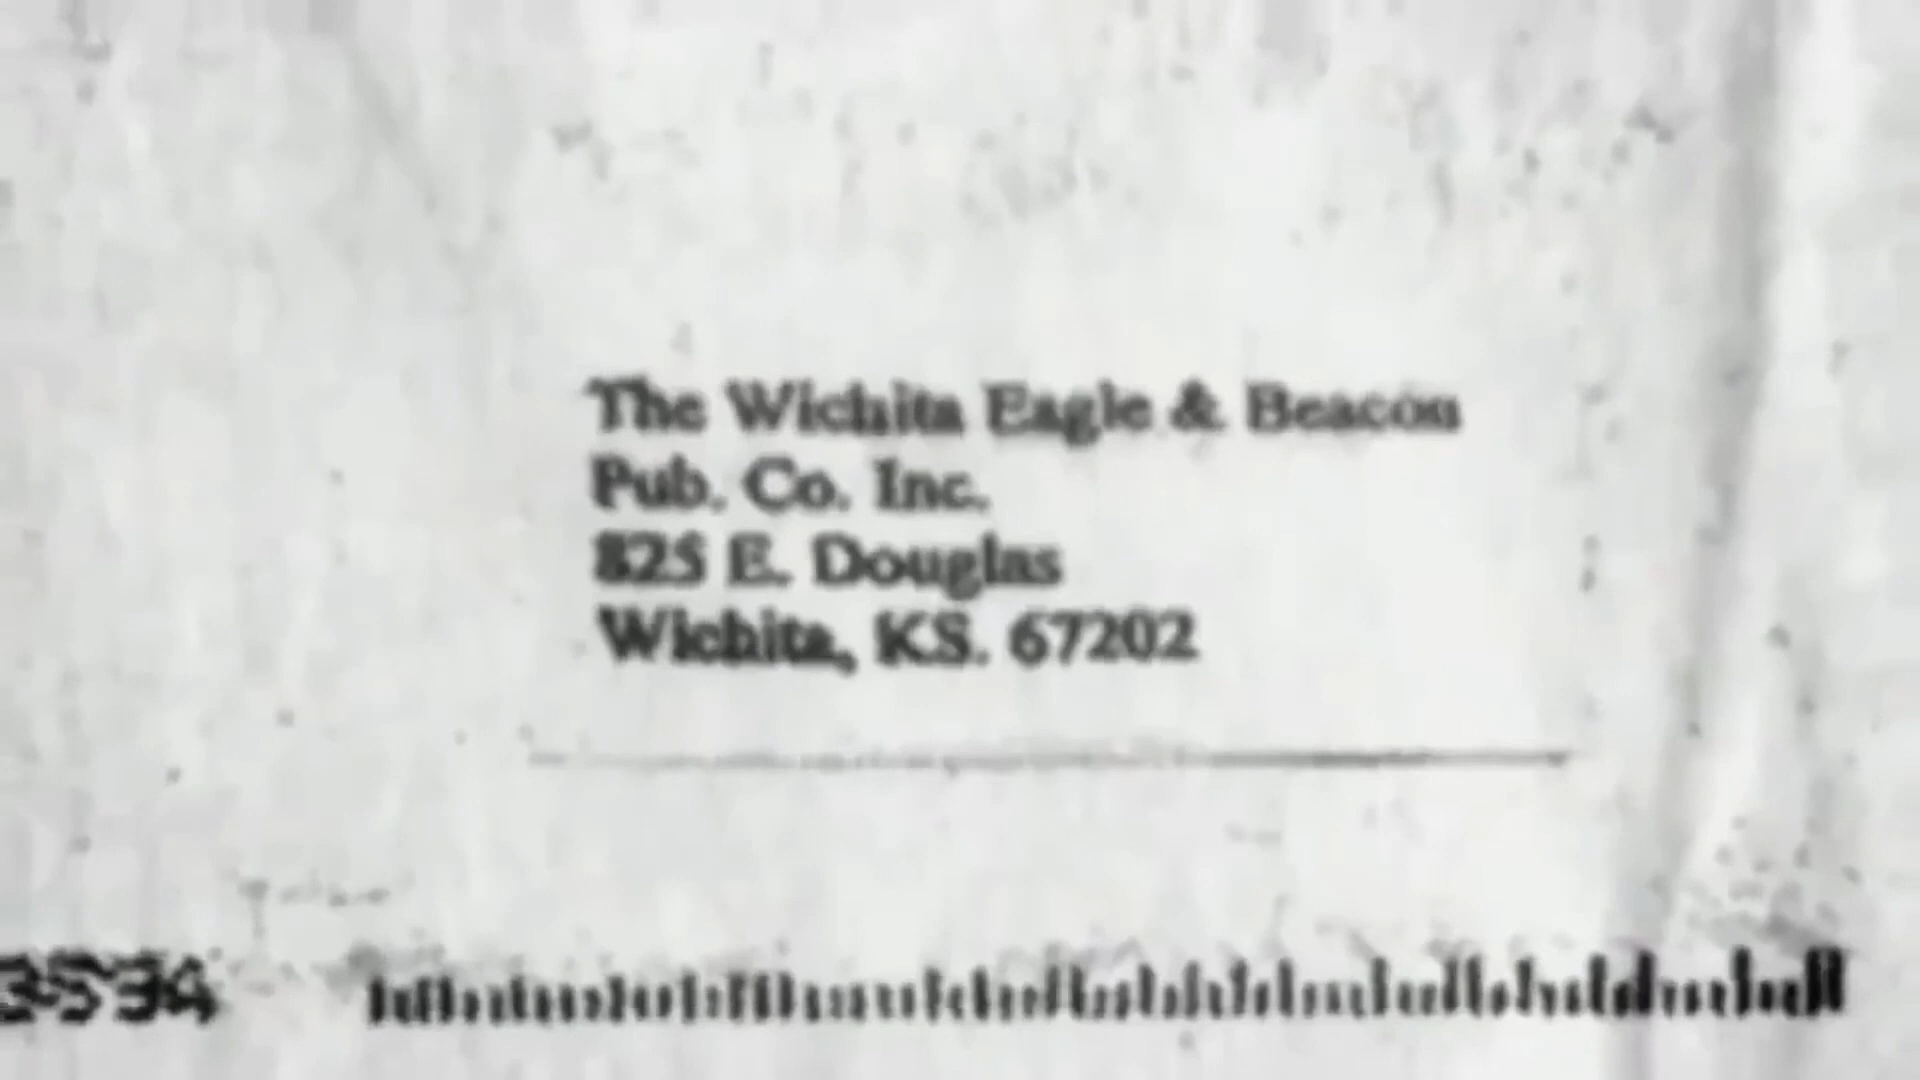 The Wichita Eagle & Beacon
Pub. Co. Inc.
825 E. Douglas
Wichita, KS. 67202
3534